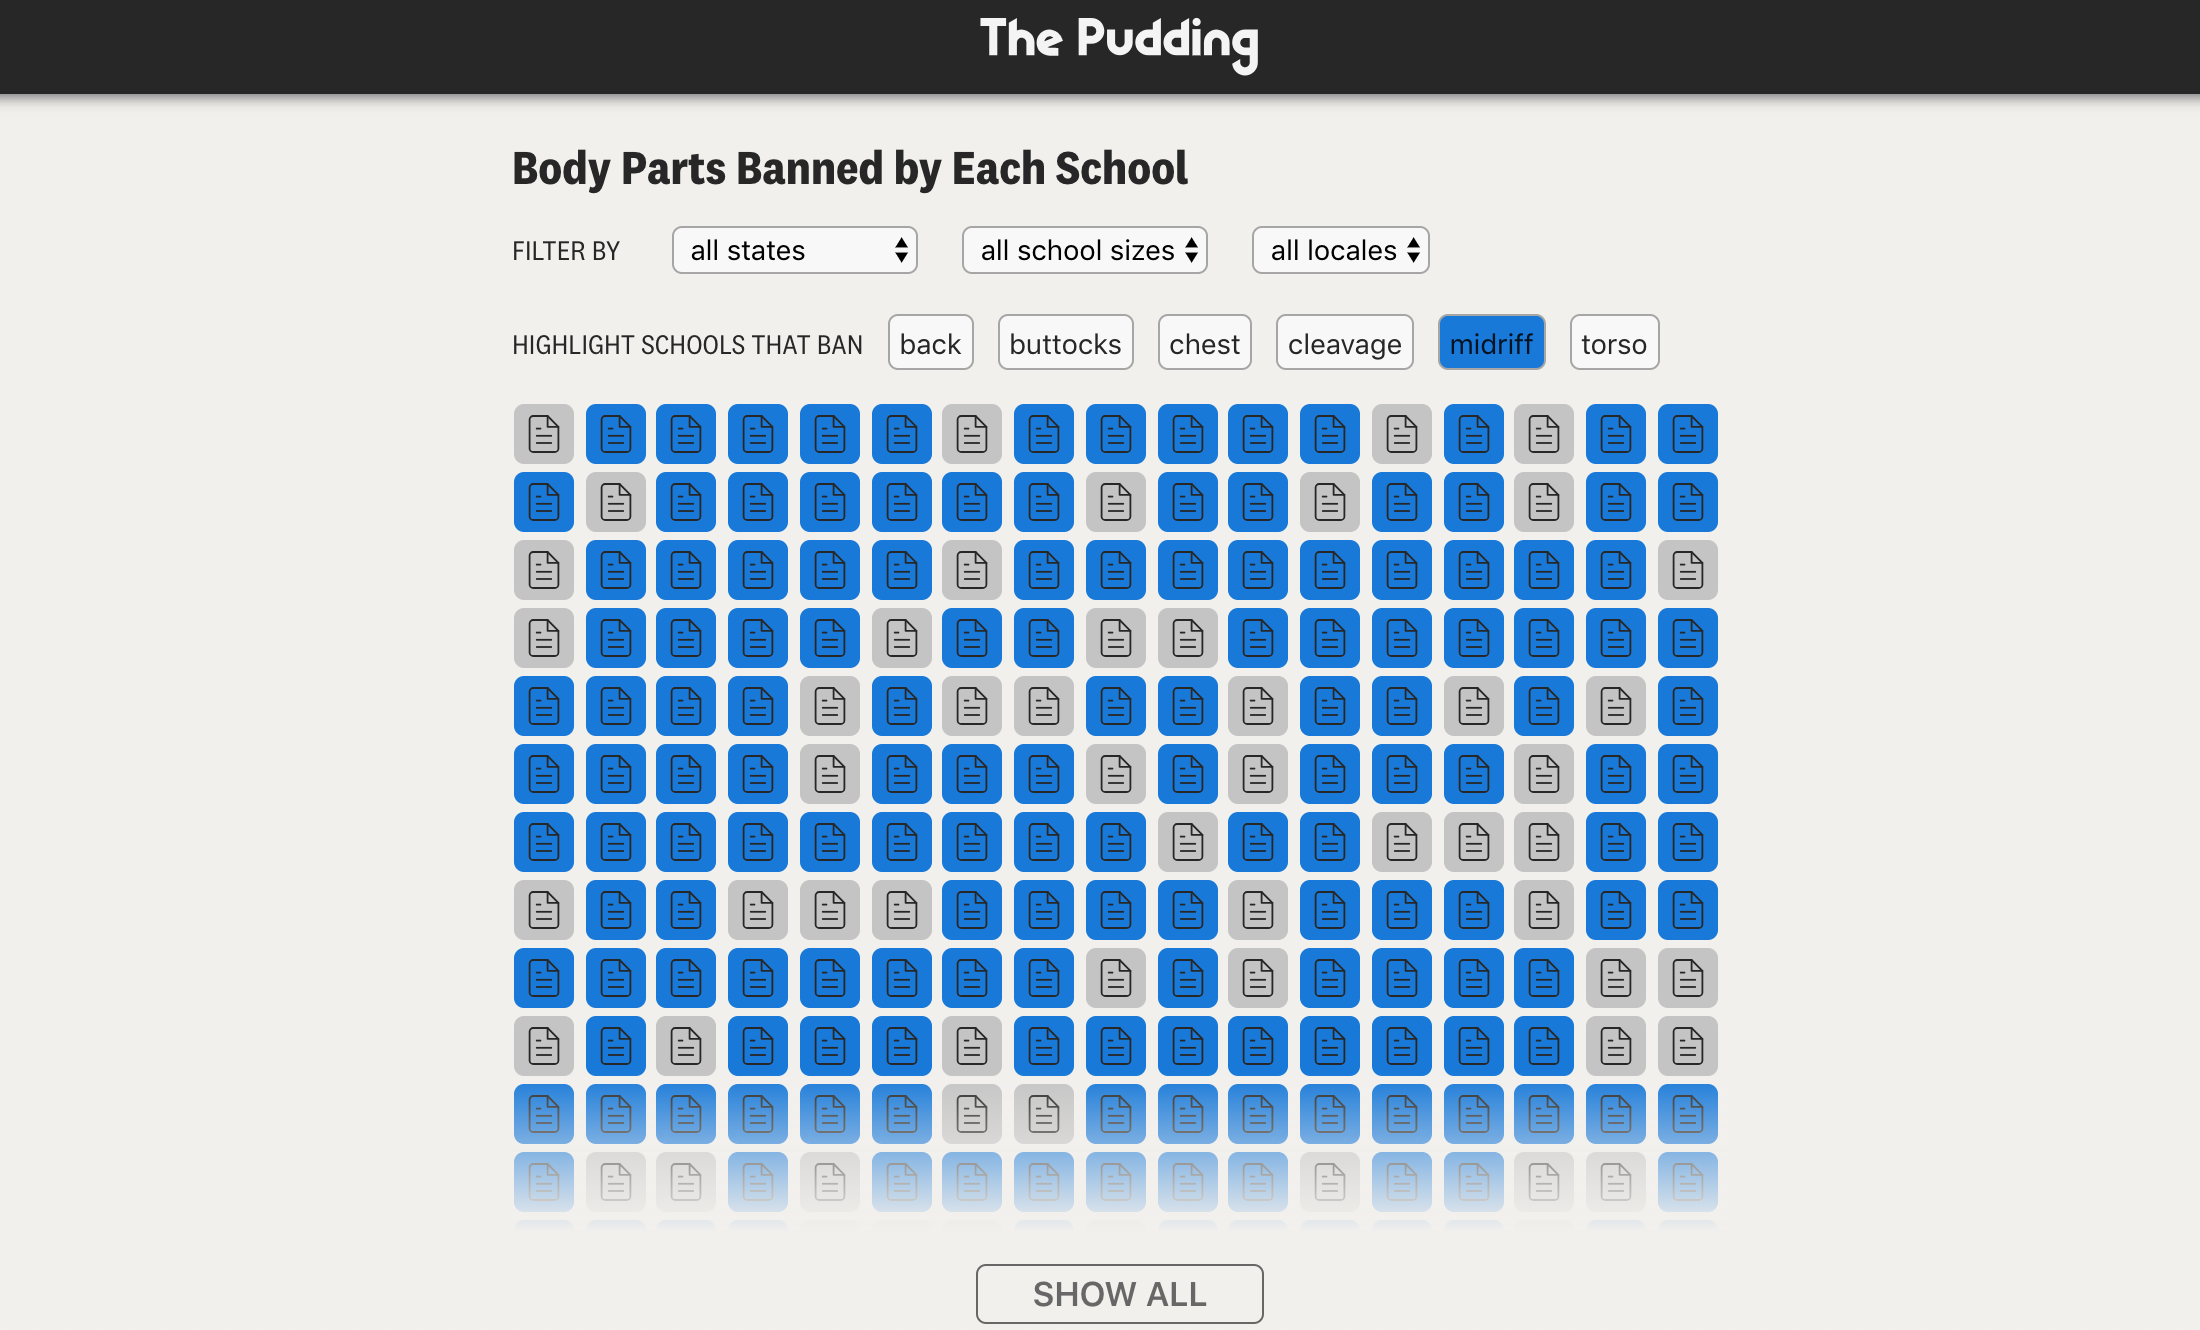 The Pudding
Body Parts Banned by Each School
FILTER BY all states all school sizes all locales
HIGHLIGHT SCHOOLS THAT BAN back buttocks chest cleavage midriff torso
SHOW ALL